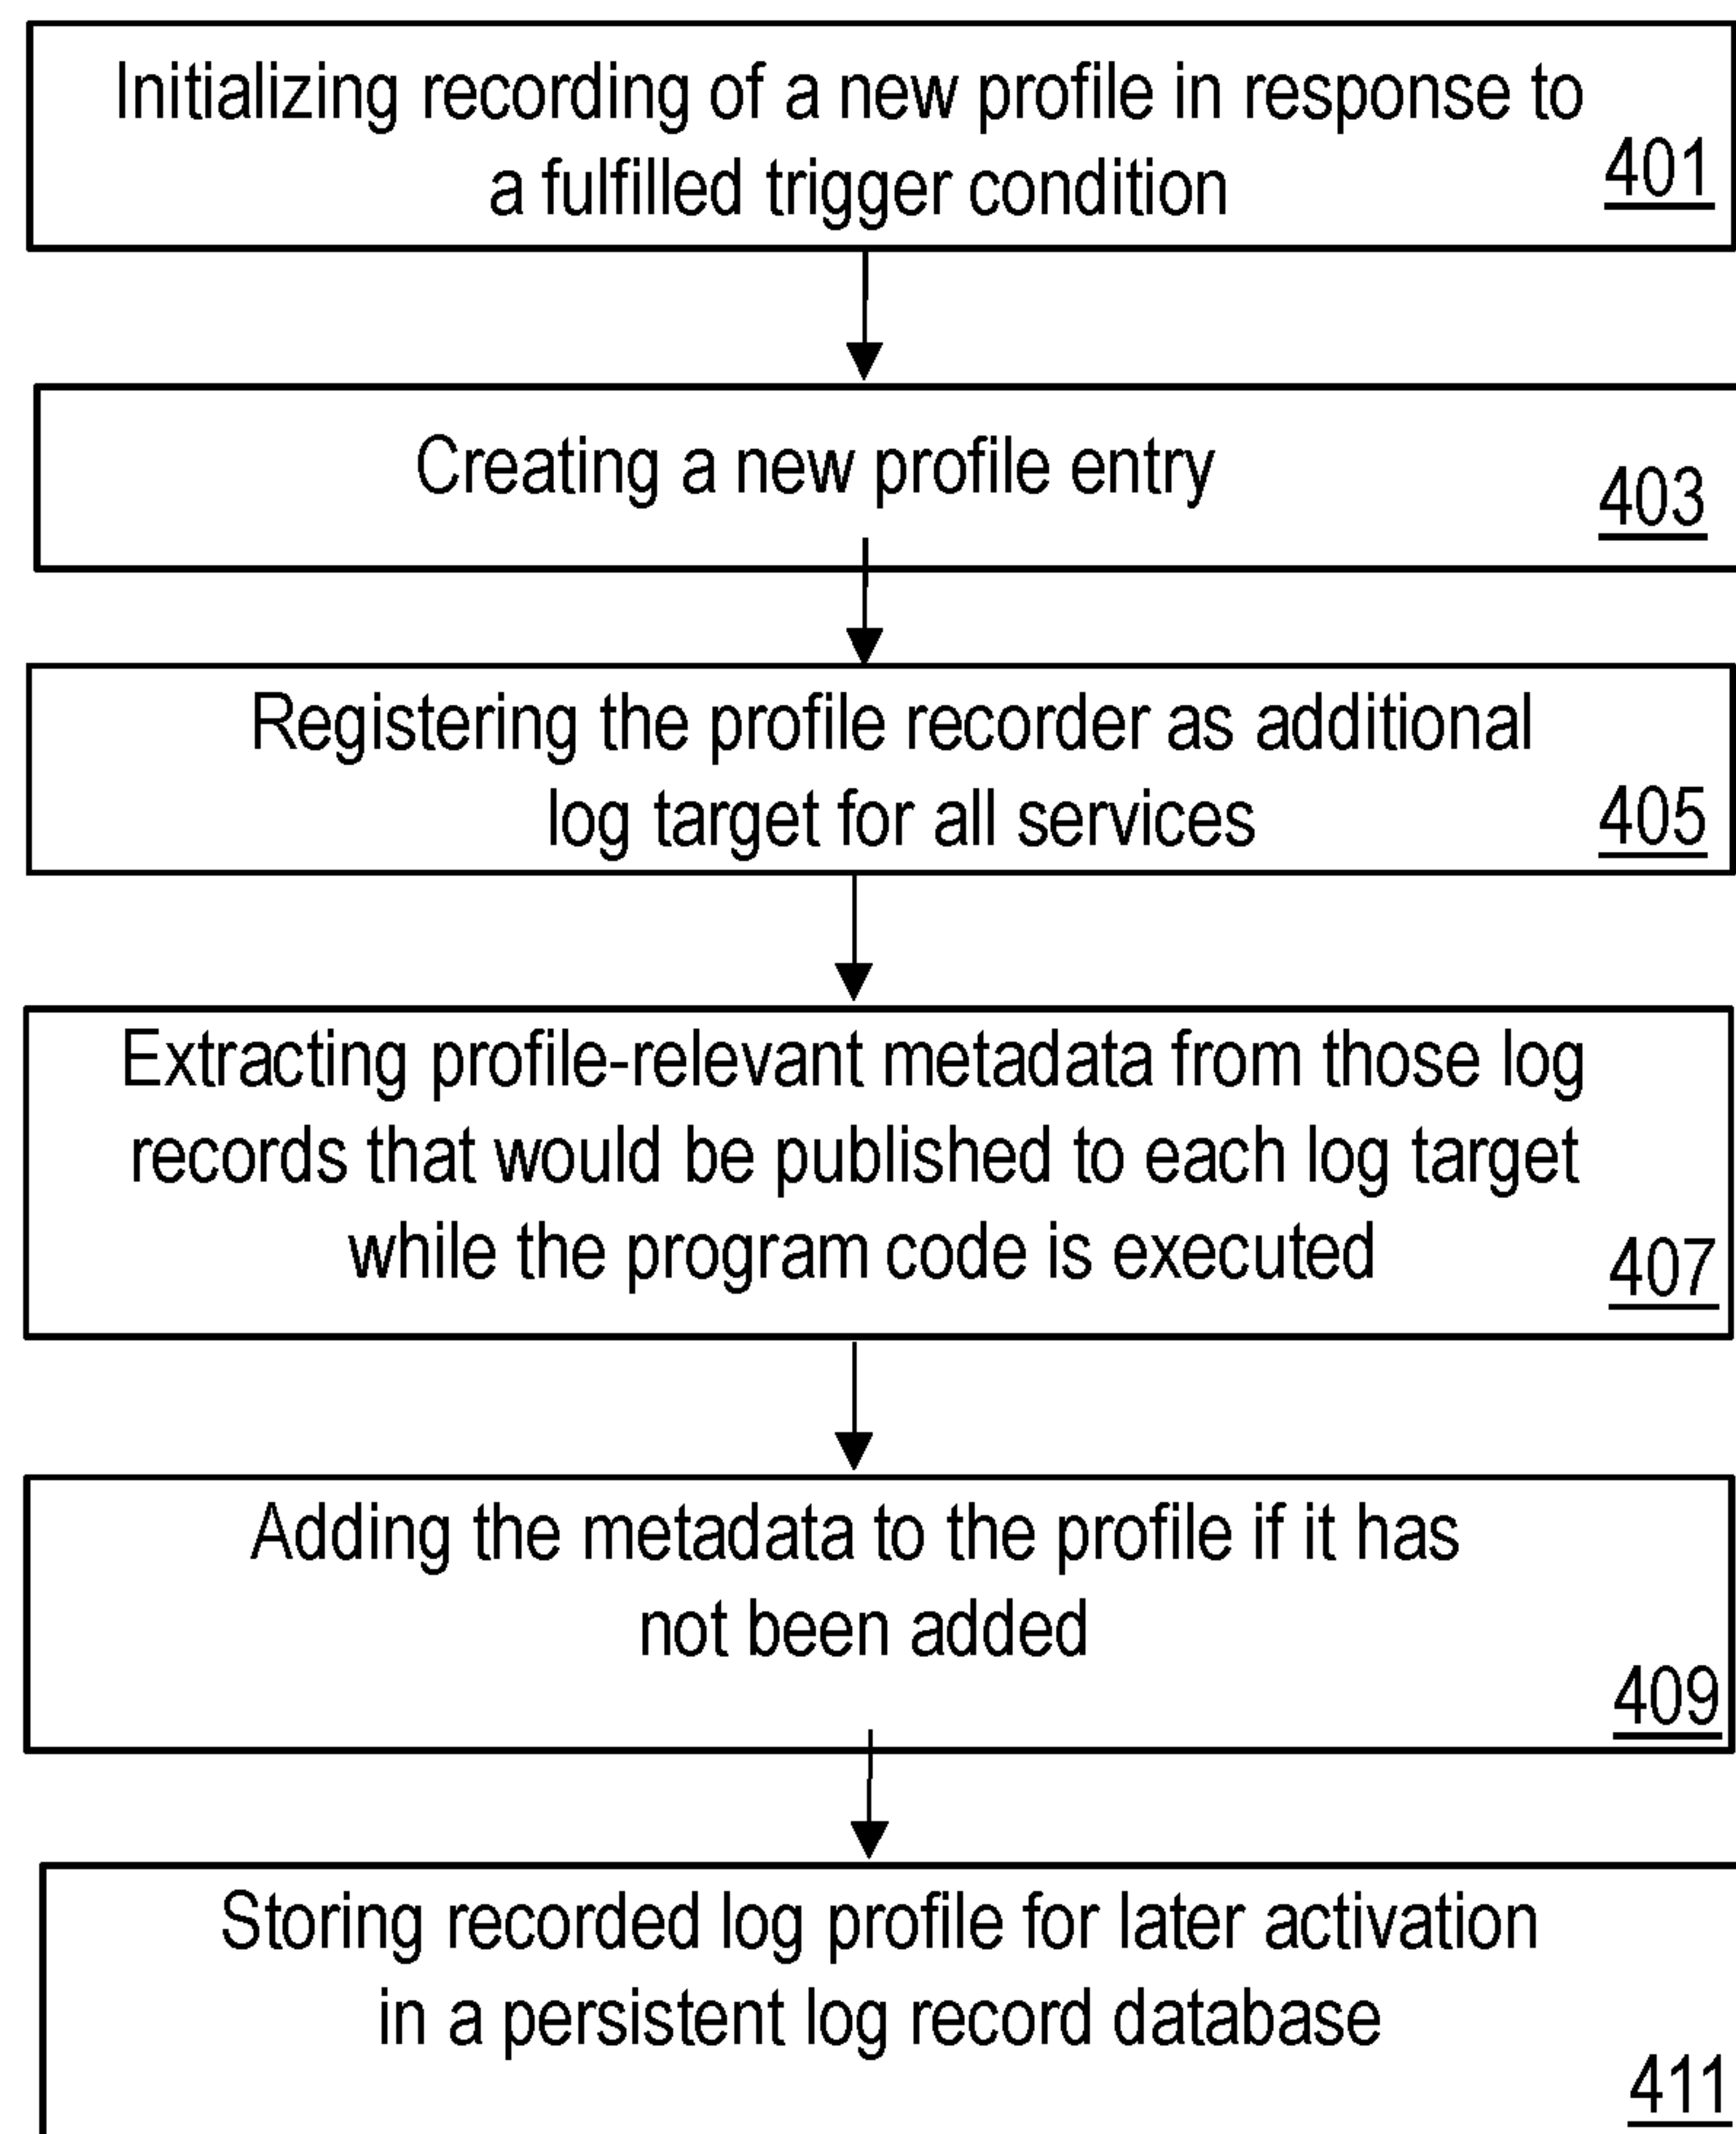 Initializing recording of a new profile in response to
a fulfilled trigger condition
401
Creating a new profile entry
403
Registering the profile recorder as additional
log target for all services
405
Extracting profile-relevant metadata from those log
records that would be published to each log target
while the program code is executed
407
Adding the metadata to the profile if it has
not been added
409
Storing recorded log profile for later activation
in a persistent log record database
411